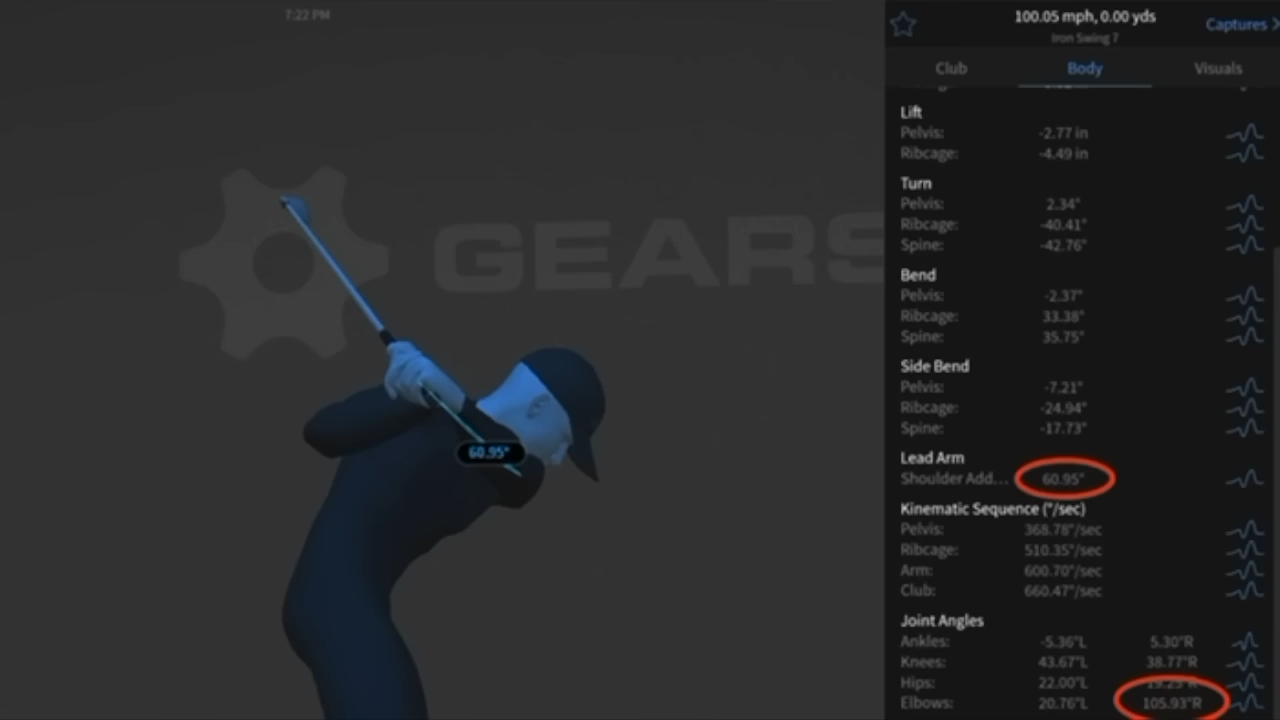 7:22 PM
100.05 mph, 0.00 yds
Captures
Iron Swing 7
Club Body Visuals
Lift
Pelvis: -2.77 in
Ribcage: -4.49 in
Turn
Pelvis: 2.34°
Ribcage: -40.41°
Spine: -42.76°
Bend
Pelvis: -2.37°
Ribcage: 33.38°
Spine: 35.75°
Side Bend
Pelvis: -7.21°
Ribcage: -24.94°
Spine: -17.73°
Lead Arm
Shoulder Add... 60.95°
Kinematic Sequence (°/sec)
Pelvis: 368.78°/sec
Ribcage: 510.35°/sec
Arm: 600.70°/sec
Club: 660.47°/sec
Joint Angles
Ankles: -5.36°L 5.30°R
Knees: 43.67°L 38.77°R
Hips: 22.00°L 19.25°R
Elbows: 20.76°L 105.93°R
GEARS
60.95°